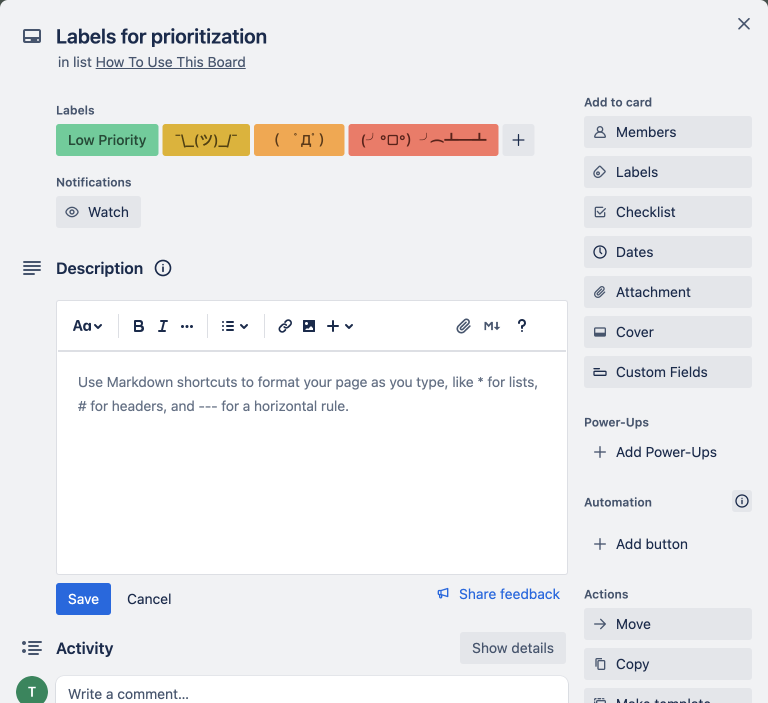 Labels for prioritization
in list How To Use This Board
Labels
Low Priority
¯\_(ツ)_/¯
( ゚Д゚)
(╯°□°)╯︵┻━┻
Notifications
Watch
Description
Aa
B I •••
M↓
?
Use Markdown shortcuts to format your page as you type, like * for lists,
# for headers, and --- for a horizontal rule.
Save
Cancel
Share feedback
Activity
Show details
T
Write a comment…
Add to card
Members
Labels
Checklist
Dates
Attachment
Cover
Custom Fields
Power-Ups
+ Add Power-Ups
Automation
+ Add button
Actions
Move
Copy
Make template